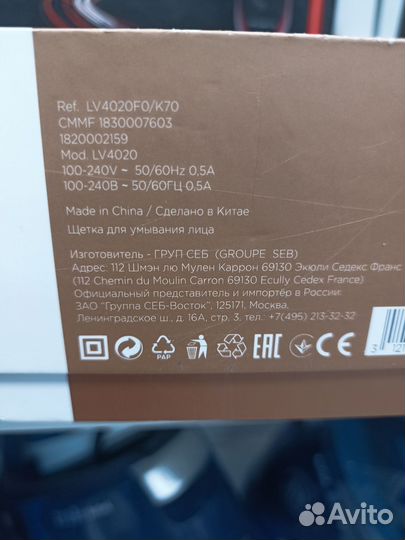 Ref. LV4020F0/K70
CMMF 1830007603
1820002159
Mod. LV4020
100-240V ~ 50/60Hz 0,5A
100-240В ~ 50/60ГЦ 0,5А
Made in China / Сделано в Китае
Щетка для умывания лица
Изготовитель - ГРУП СЕБ (GROUPE SEB)
Адрес: 112 Шмэн лю Мулен Каррон 69130 Экюли Седекс Франс
(112 Chemin du Moulin Carron 69130 Ecully Cedex France)
Официальный представитель и импортёр в России:
ЗАО "Группа СЕБ-Восток", 125171, Москва.
Ленинградское ш., д. 16А, стр. 3, тел.:+7(495) 213-32-32
PAP
EAC
CE
3 121
Avito